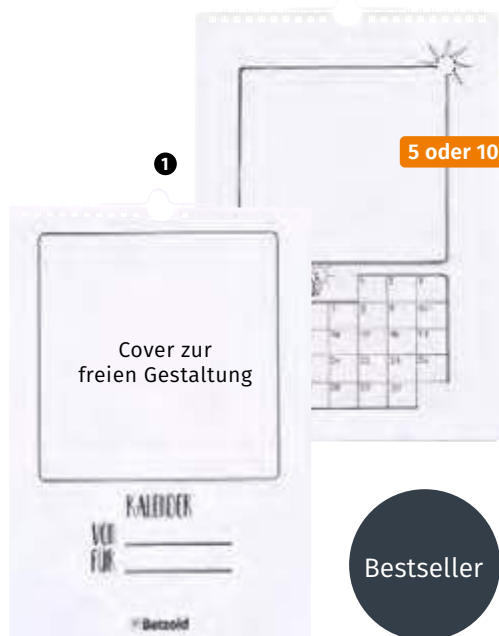 5 oder 10
1
Cover zur
freien Gestaltung
KALENDER
VON
FÜR
Betzold
Bestseller